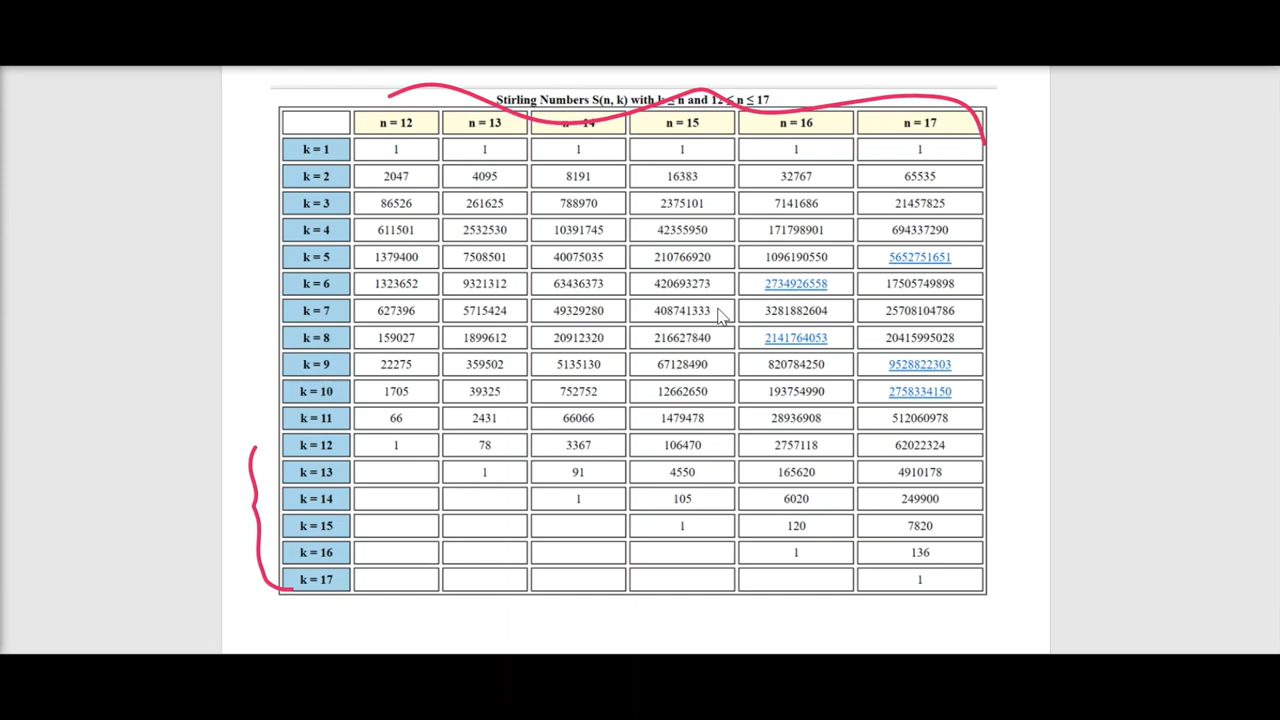 Stirling Numbers S(n, k) with k ≤ n and 12 ≤ n ≤ 17
n = 12 n = 13 n = 14 n = 15 n = 16 n = 17
k = 1 1 1 1 1 1 1
k = 2 2047 4095 8191 16383 32767 65535
k = 3 86526 261625 788970 2375101 7141686 21457825
k = 4 611501 2532530 10391745 42355950 171798901 694337290
k = 5 1379400 7508501 40075035 210766920 1096190550 5652751651
k = 6 1323652 9321312 63436373 420693273 2734926558 17505749898
k = 7 627396 5715424 49329280 408741333 3281882604 25708104786
k = 8 159027 1899612 20912320 216627840 2141764053 20415995028
k = 9 22275 359502 5135130 67128490 820784250 9528822303
k = 10 1705 39325 752752 12662650 193754990 2758334150
k = 11 66 2431 66066 1479478 28936908 512060978
k = 12 1 78 3367 106470 2757118 62022324
k = 13 1 91 4550 165620 4910178
k = 14 1 105 6020 249900
k = 15 1 120 7820
k = 16 1 136
k = 17 1